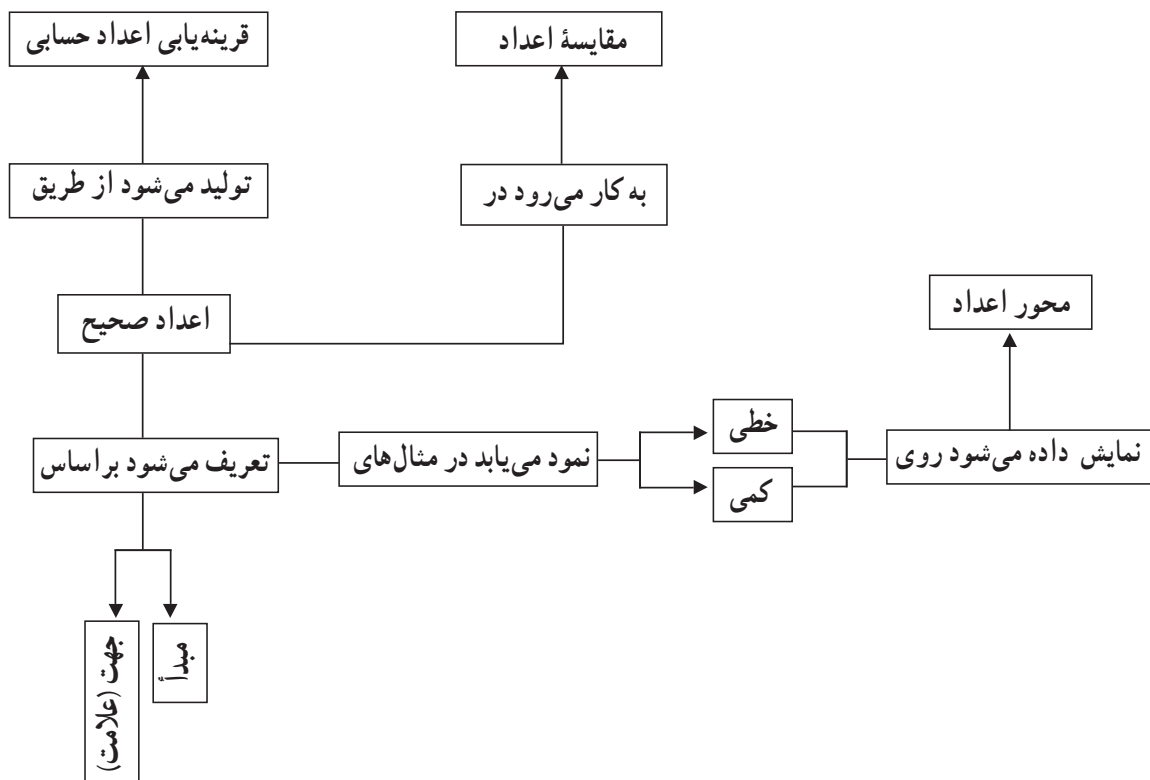 قرینه‌یابی اعداد حسابی
مقایسهٔ اعداد
تولید می‌شود از طریق
به کار می‌رود در
اعداد صحیح
محور اعداد
تعریف می‌شود براساس
نمود می‌یابد در مثال‌های
خطی
کمی
نمایش داده می‌شود روی
مبدأ
جهت (علامت)